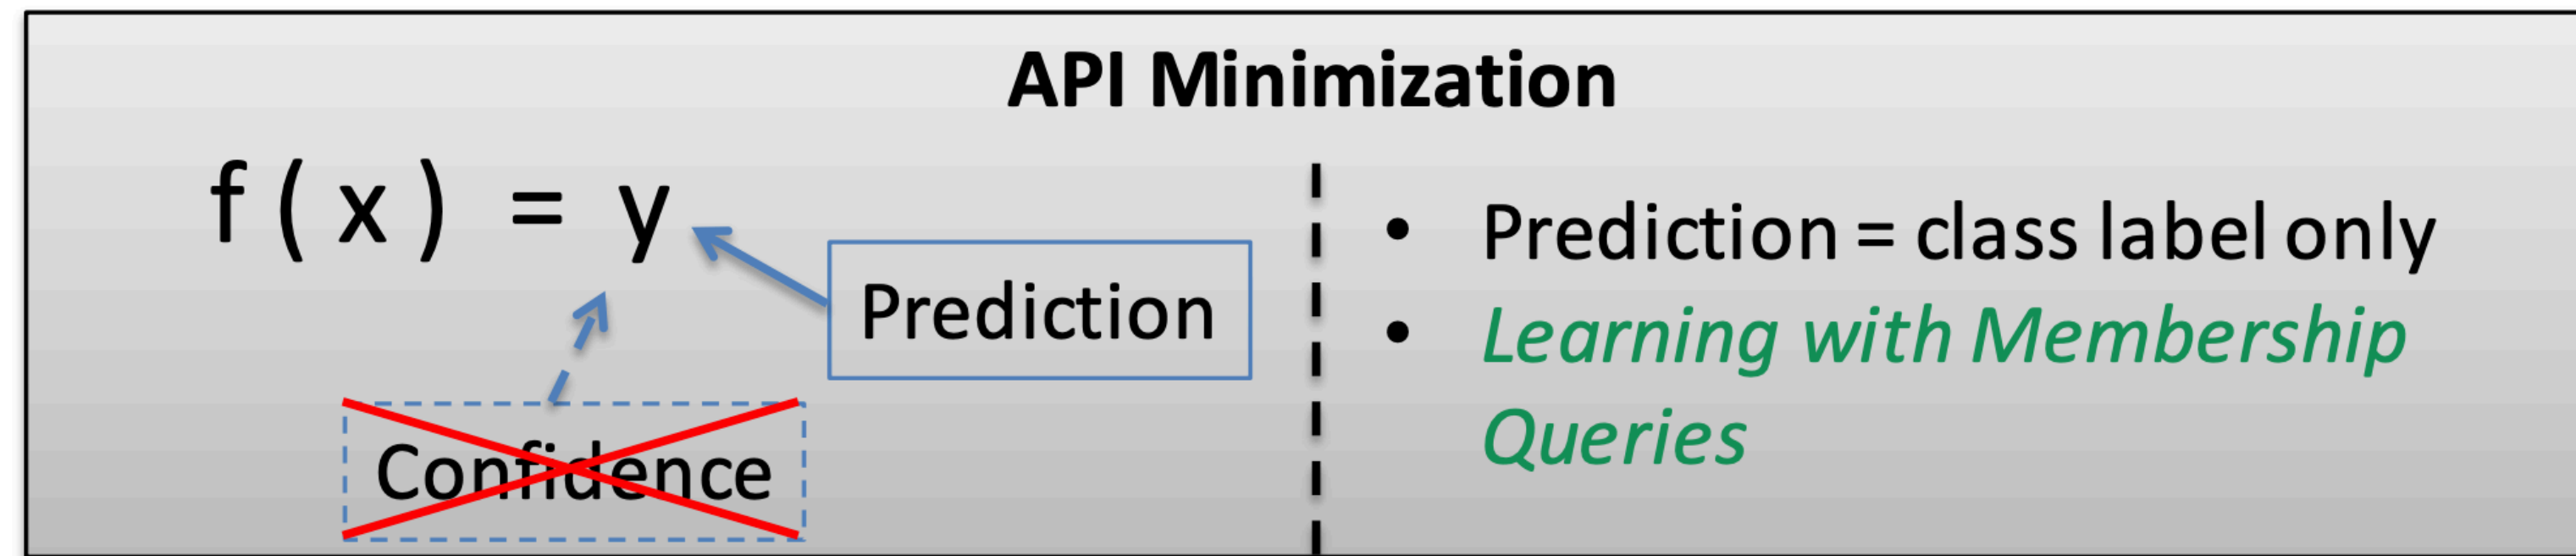 API Minimization
f ( x ) = y
Prediction
Confidence
• Prediction = class label only
• Learning with Membership
Queries